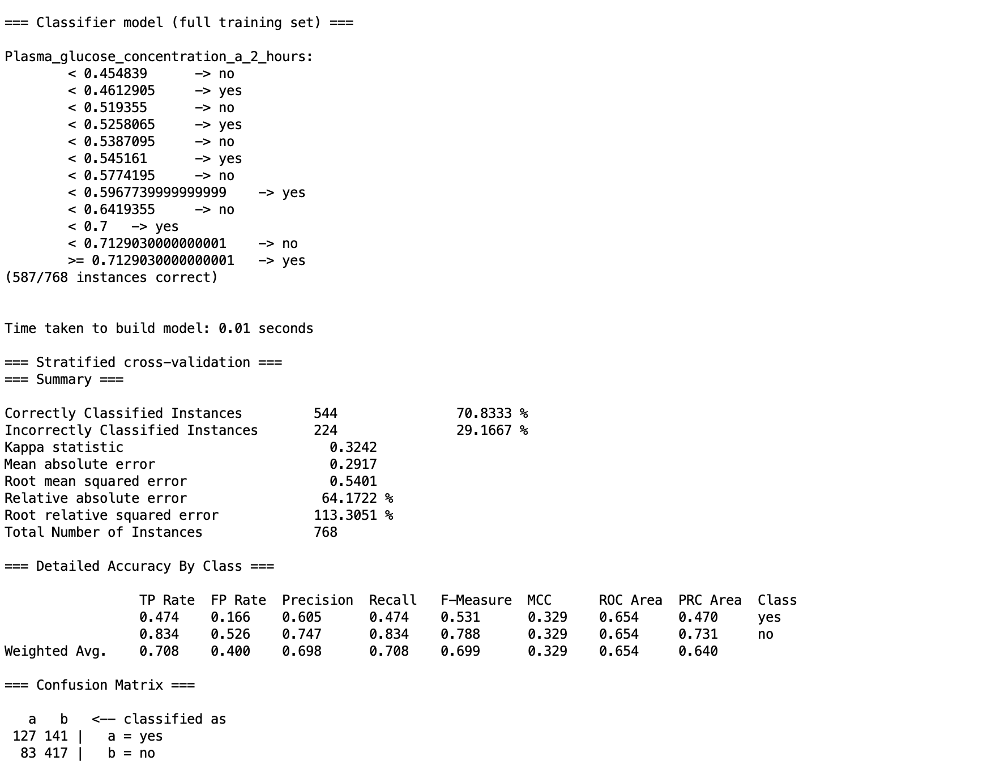 === Classifier model (full training set) ===
Plasma_glucose_concentration_a_2_hours:
< 0.454839 -> no
< 0.4612905 -> yes
< 0.519355 -> no
< 0.5258065 -> yes
< 0.5387095 -> no
< 0.545161 -> yes
< 0.5774195 -> no
< 0.5967739999999999 -> yes
< 0.6419355 -> no
< 0.7 -> yes
< 0.7129030000000001 -> no
>= 0.7129030000000001 -> yes
(587/768 instances correct)
Time taken to build model: 0.01 seconds
=== Stratified cross-validation ===
=== Summary ===
Correctly Classified Instances 544 70.8333 %
Incorrectly Classified Instances 224 29.1667 %
Kappa statistic 0.3242
Mean absolute error 0.2917
Root mean squared error 0.5401
Relative absolute error 64.1722 %
Root relative squared error 113.3051 %
Total Number of Instances 768
=== Detailed Accuracy By Class ===
TP Rate FP Rate Precision Recall F-Measure MCC ROC Area PRC Area Class
0.474 0.166 0.605 0.474 0.531 0.329 0.654 0.470 yes
0.834 0.526 0.747 0.834 0.788 0.329 0.654 0.731 no
Weighted Avg. 0.708 0.400 0.698 0.708 0.699 0.329 0.654 0.640
=== Confusion Matrix ===
a b <-- classified as
127 141 | a = yes
83 417 | b = no